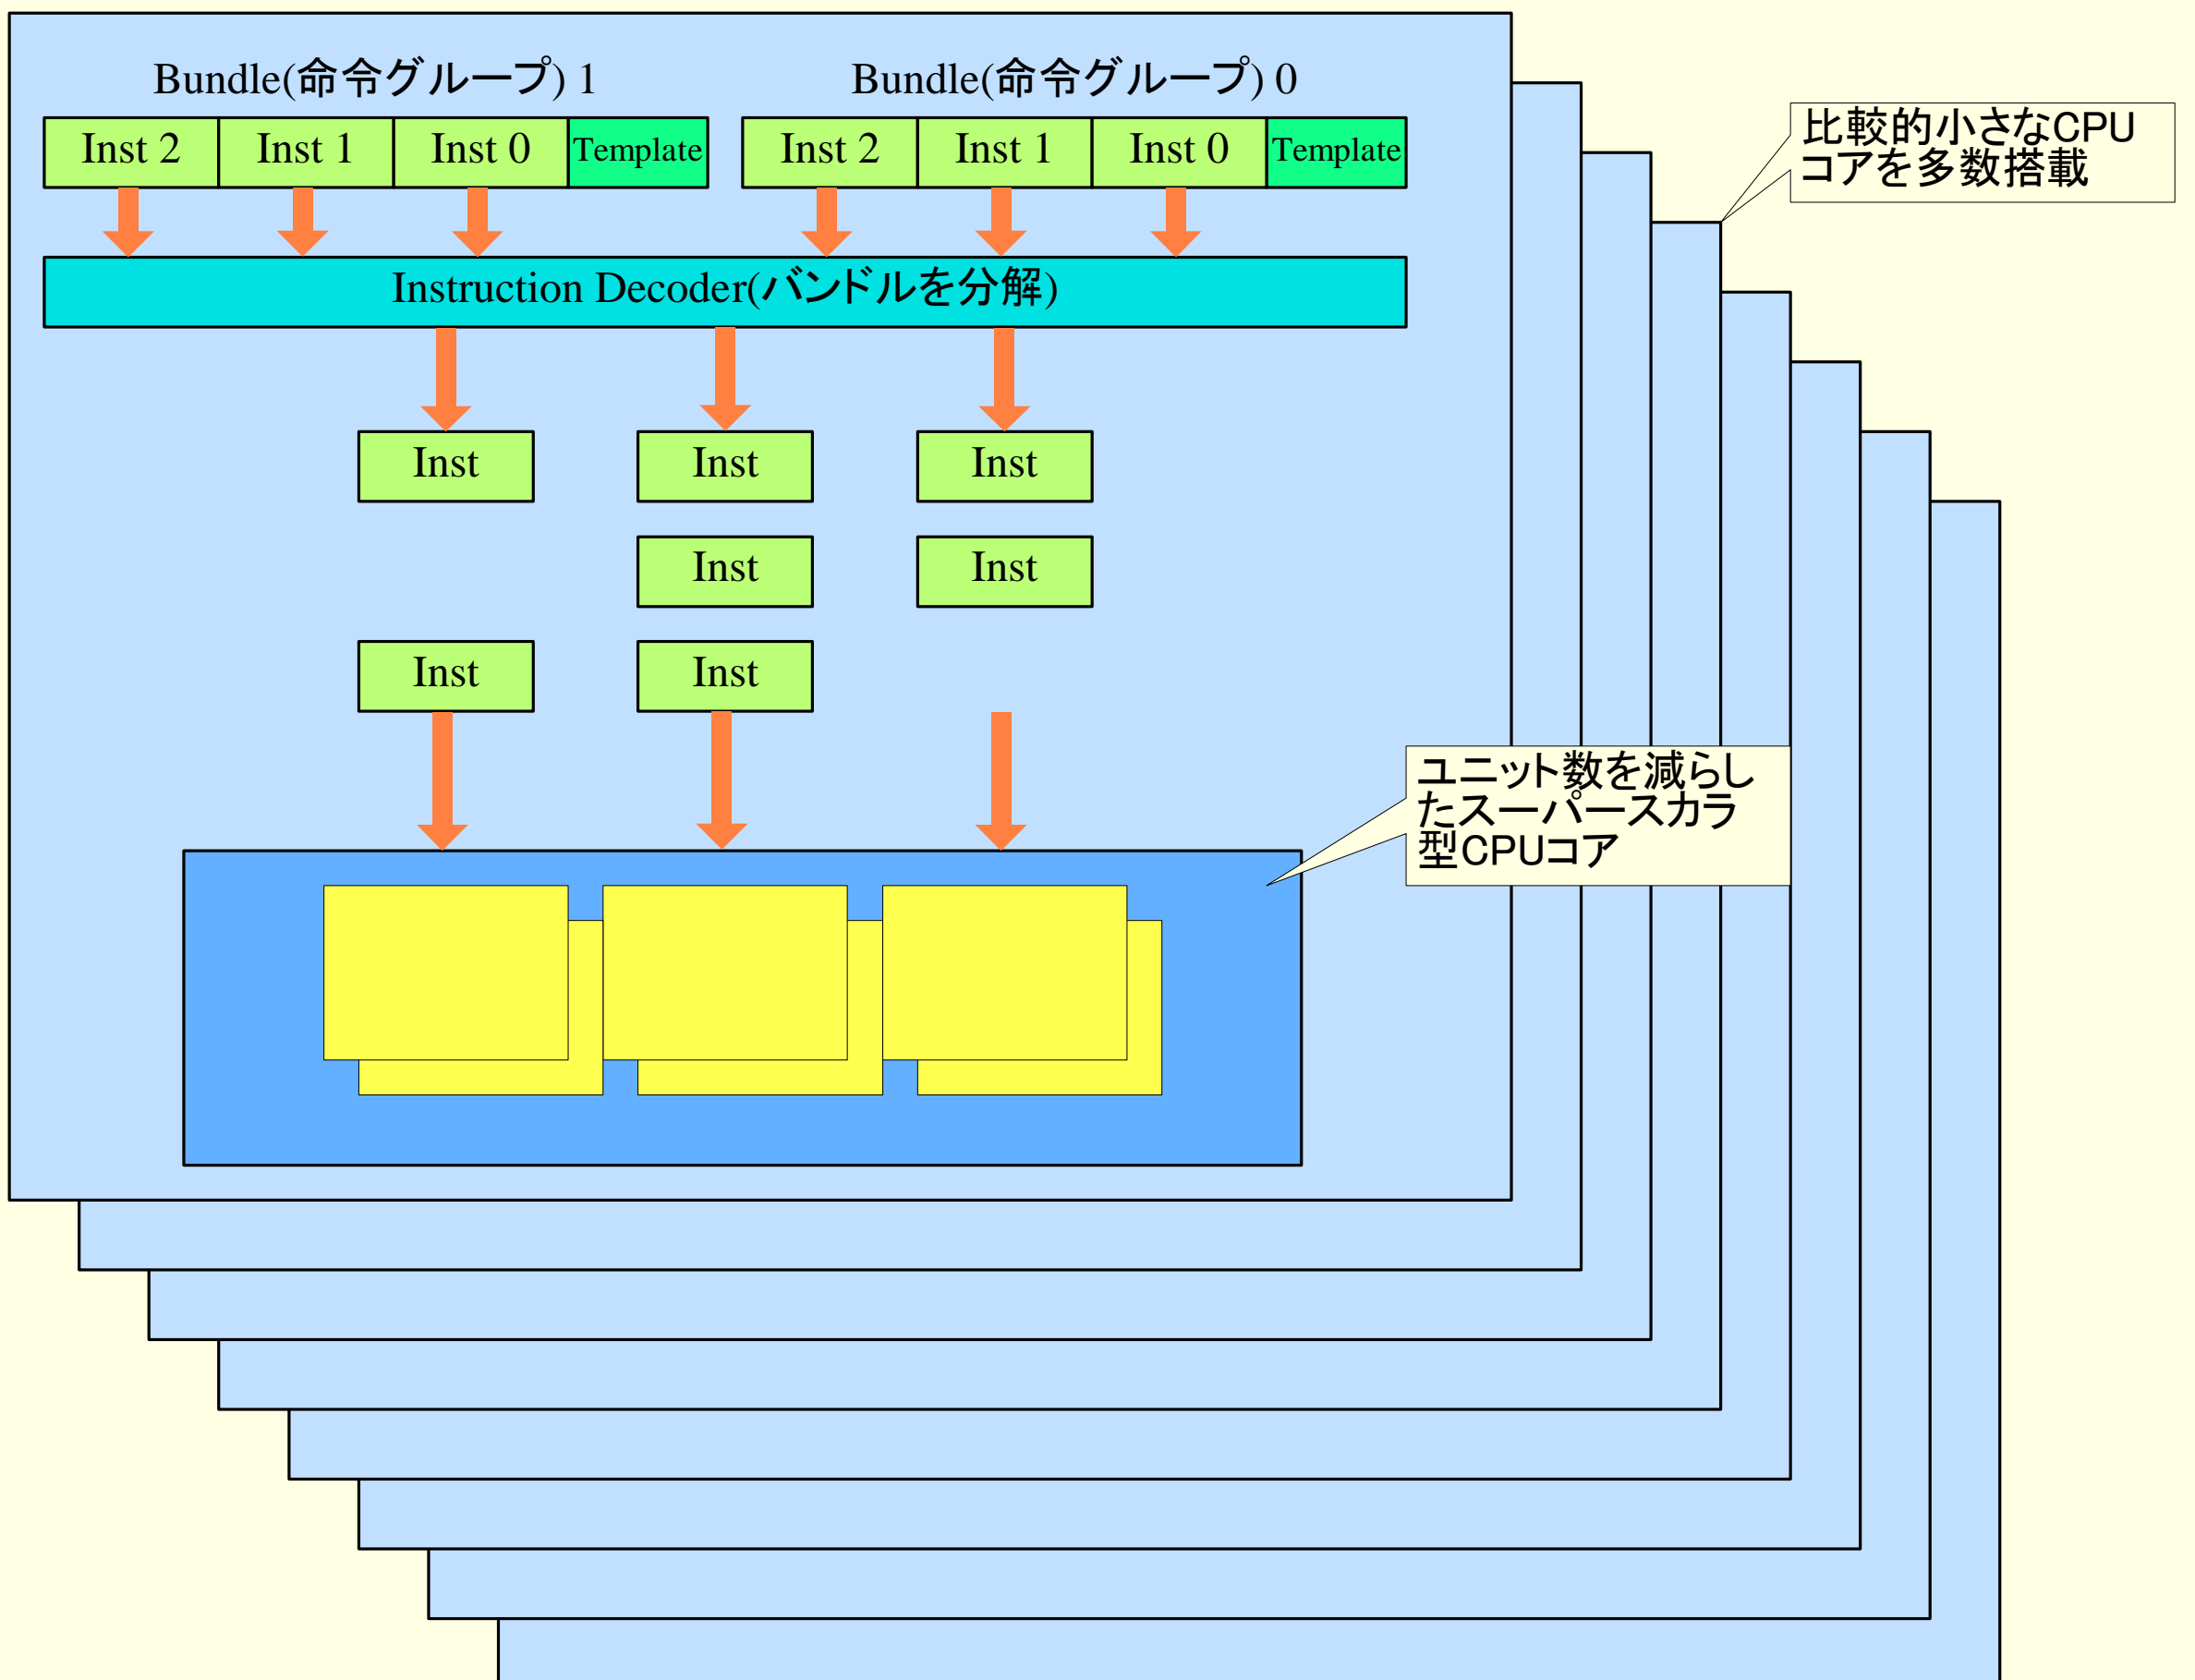 Bundle(命令グループ) 1
Bundle(命令グループ) 0
Inst 2 Inst 1 Inst 0 Template
Inst 2 Inst 1 Inst 0 Template
比較的小さなCPU
コアを多数搭載
Instruction Decoder(バンドルを分解)
Inst Inst Inst
Inst Inst
Inst Inst
ユニット数を減らし
たスーパースカラ
型CPUコア